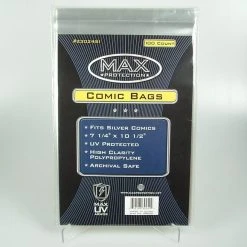 100 COUNT
MAX
PROTECTION
COMIC BAGS
• FITS SILVER COMICS
• 7 1/4" X 10 1/2"
• UV PROTECTED
• HIGH CLARITY
POLYPROPYLENE
• ARCHIVAL SAFE
MAX
UV